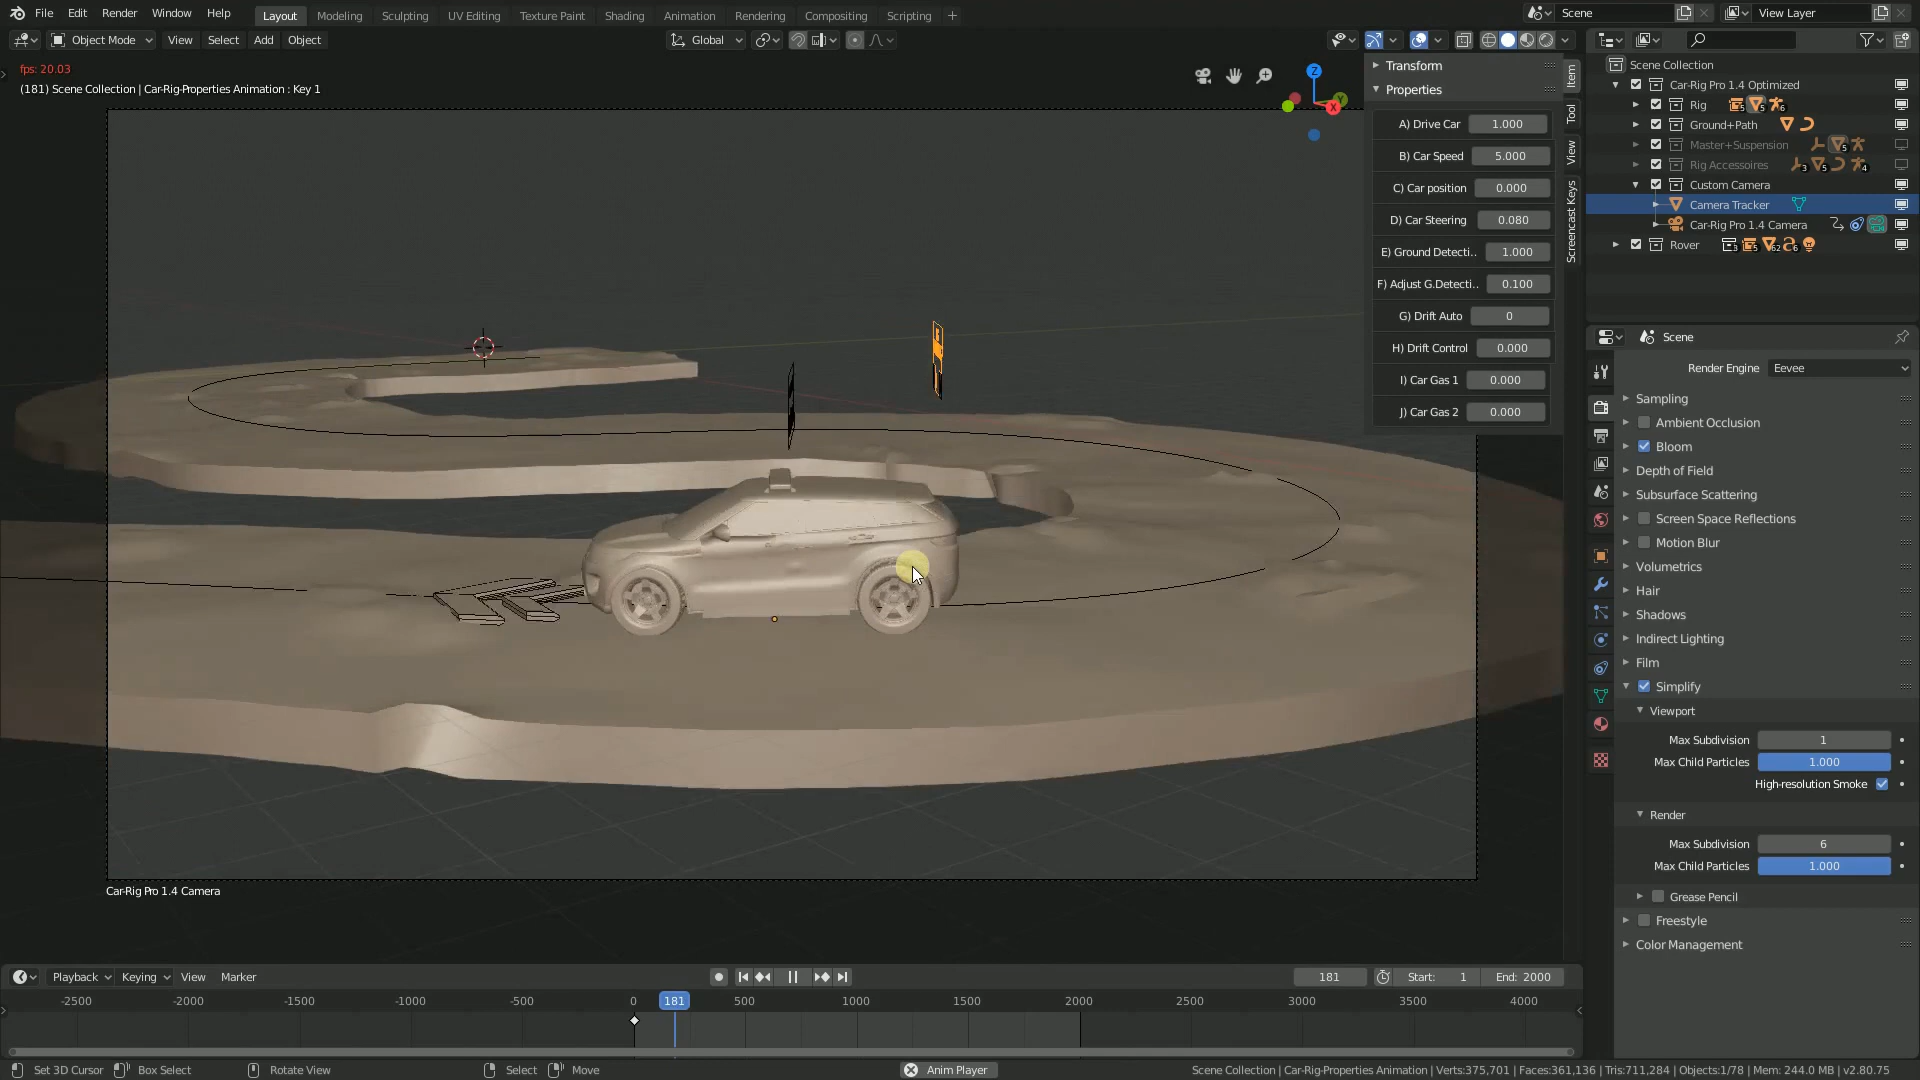 File Edit Render Window Help Layout Modeling Sculpting UV Editing Texture Paint Shading Animation Rendering Compositing Scripting + Scene View Layer
Object Mode View Select Add Object Global
fps: 20.03
(181) Scene Collection | Car-Rig-Properties Animation : Key 1
Z
Y
X
Transform
Properties
A) Drive Car 1.000
B) Car Speed 5.000
C) Car position 0.000
D) Car Steering 0.080
E) Ground Detecti.. 1.000
F) Adjust G.Detecti.. 0.100
G) Drift Auto 0
H) Drift Control 0.000
I) Car Gas 1 0.000
J) Car Gas 2 0.000
Item
Tool
View
Screencast Keys
Scene Collection
Car-Rig Pro 1.4 Optimized
Rig 5 5 6
Ground+Path
Master+Suspension 5
Rig Accessoires 3 5 4
Custom Camera
Camera Tracker
Car-Rig Pro 1.4 Camera
Rover 3 5 62 6
Scene
Render Engine Eevee
Sampling
Ambient Occlusion
Bloom
Depth of Field
Subsurface Scattering
Screen Space Reflections
Motion Blur
Volumetrics
Hair
Shadows
Indirect Lighting
Film
Simplify
Viewport
Max Subdivision 1
Max Child Particles 1.000
High-resolution Smoke
Render
Max Subdivision 6
Max Child Particles 1.000
Grease Pencil
Freestyle
Color Management
Car-Rig Pro 1.4 Camera
Playback Keying View Marker 181 Start: 1 End: 2000
-2500 -2000 -1500 -1000 -500 0 181 500 1000 1500 2000 2500 3000 3500 4000
Set 3D Cursor Box Select Rotate View Select Move Anim Player Scene Collection | Car-Rig-Properties Animation | Verts:375,701 | Faces:361,136 | Tris:711,284 | Objects:1/78 | Mem: 244.0 MB | v2.80.75